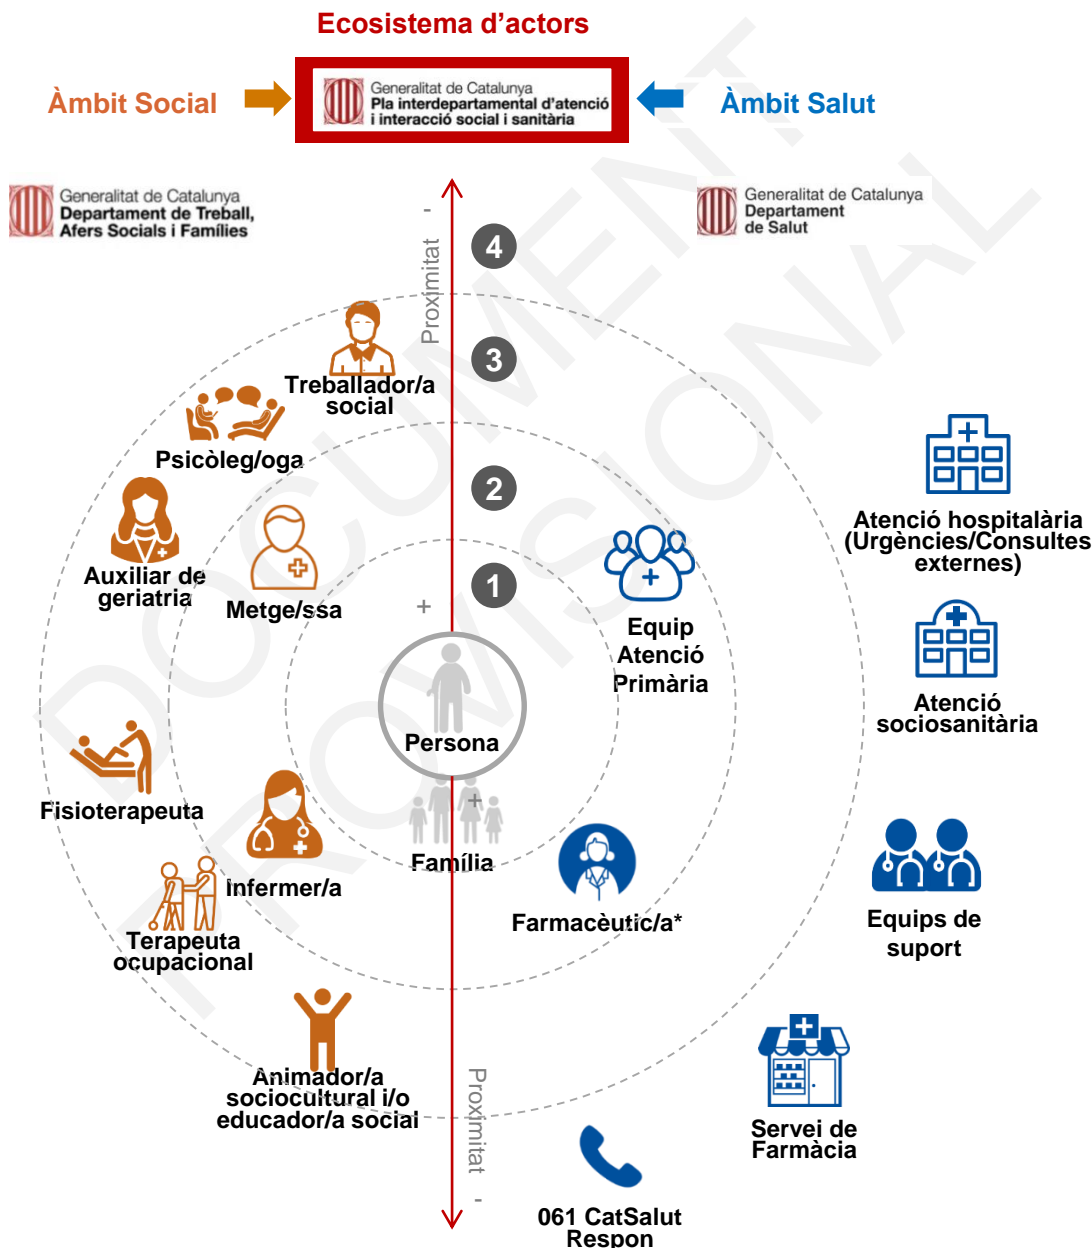 Ecosistema d'actors
Àmbit Social
Generalitat de Catalunya
Pla interdepartamental d'atenció
i interacció social i sanitària
Àmbit Salut
Generalitat de Catalunya
Departament de Treball,
Afers Socials i Famílies
Generalitat de Catalunya
Departament
de Salut
-
Proximitat
4
3
Treballador/a
social
Psicòleg/oga
2
Atenció hospitalària
(Urgències/Consultes
externes)
Auxiliar de
geriatria
Metge/ssa
1
+
Equip
Atenció
Primària
Atenció
sociosanitària
Persona
Fisioterapeuta
+
Família
Infermer/a
Farmacèutic/a*
Equips de
suport
Terapeuta
ocupacional
Animador/a
sociocultural i/o
educador/a social
Proximitat
-
Servei de
Farmàcia
061 CatSalut
Respon
DOCUMENT
PROVISIONAL